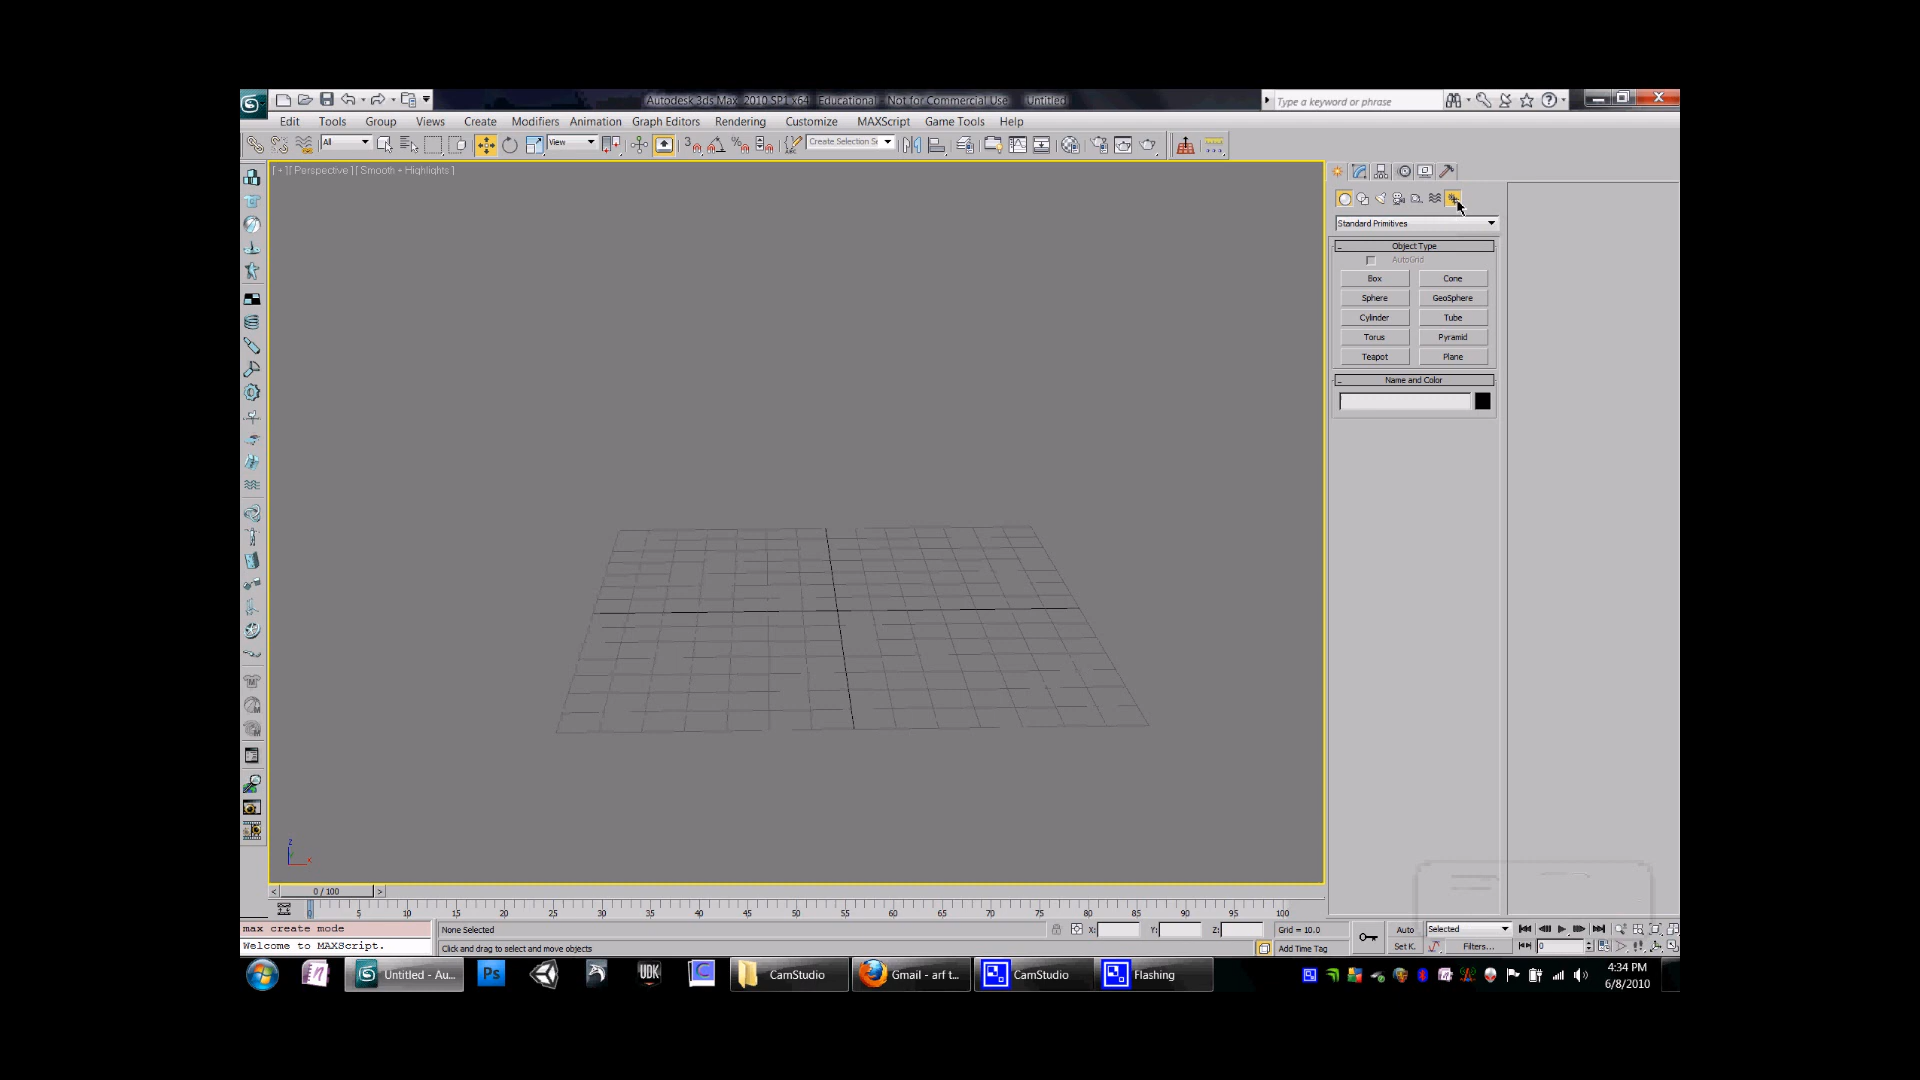 Autodesk 3ds Max 2010 SP1 x64 Educational - Not for Commercial Use Untitled
Type a keyword or phrase
Edit Tools Group Views Create Modifiers Animation Graph Editors Rendering Customize MAXScript Game Tools Help
All View Create Selection Se
[ + ] [ Perspective ] [ Smooth + Highlights ]
Standard Primitives
Object Type
AutoGrid
Box Cone
Sphere GeoSphere
Cylinder Tube
Torus Pyramid
Teapot Plane
Name and Color
z
x
< 0 / 100 >
0 5 10 15 20 25 30 35 40 45 50 55 60 65 70 75 80 85 90 95 100
max create mode
None Selected X: Y: Z: Grid = 10.0 Auto Selected
Welcome to MAXScript.
Click and drag to select and move objects Add Time Tag Set K. Filters... 0
Untitled - Au... Ps UDK CamStudio Gmail - arf t... CamStudio Flashing
4:34 PM
6/8/2010